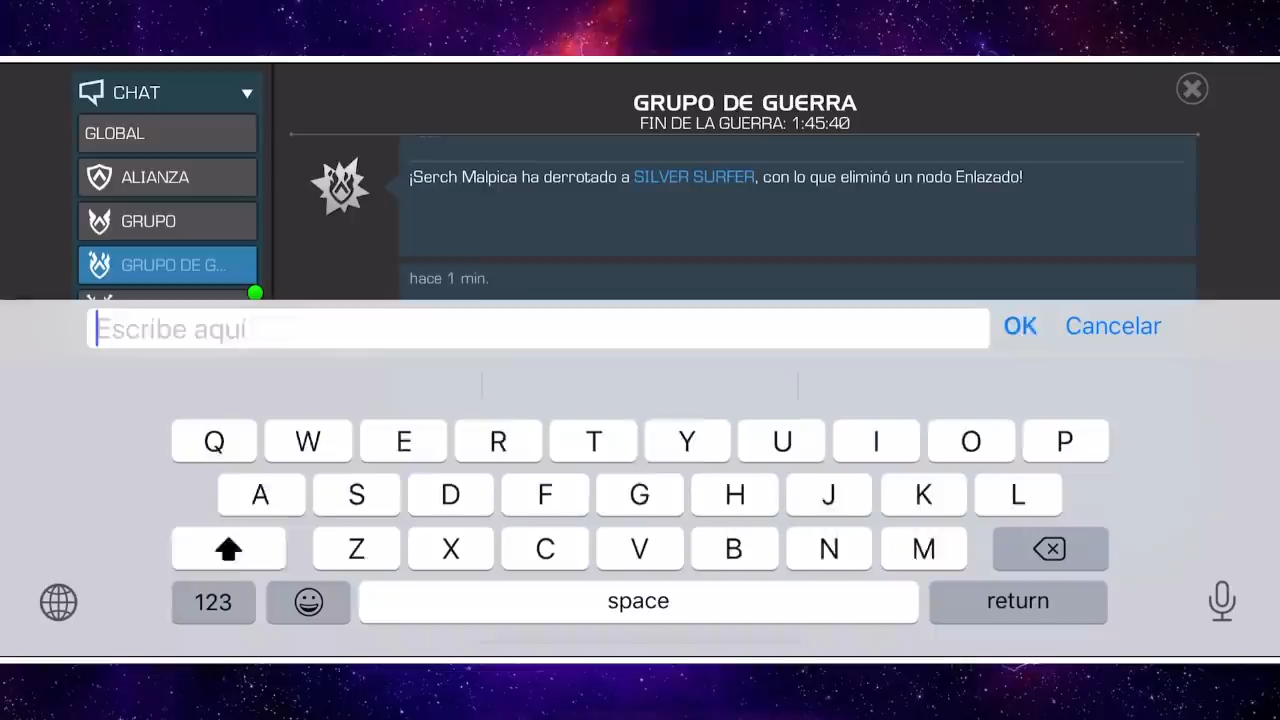 CHAT
GLOBAL
ALIANZA
GRUPO
GRUPO DE G...
GRUPO DE GUERRA
FIN DE LA GUERRA: 1:45:40
¡Serch Malpica ha derrotado a SILVER SURFER, con lo que eliminó un nodo Enlazado!
hace 1 min.
Escribe aquí
OK Cancelar
Q W E R T Y U I O P
A S D F G H J K L
Z X C V B N M
123 space return